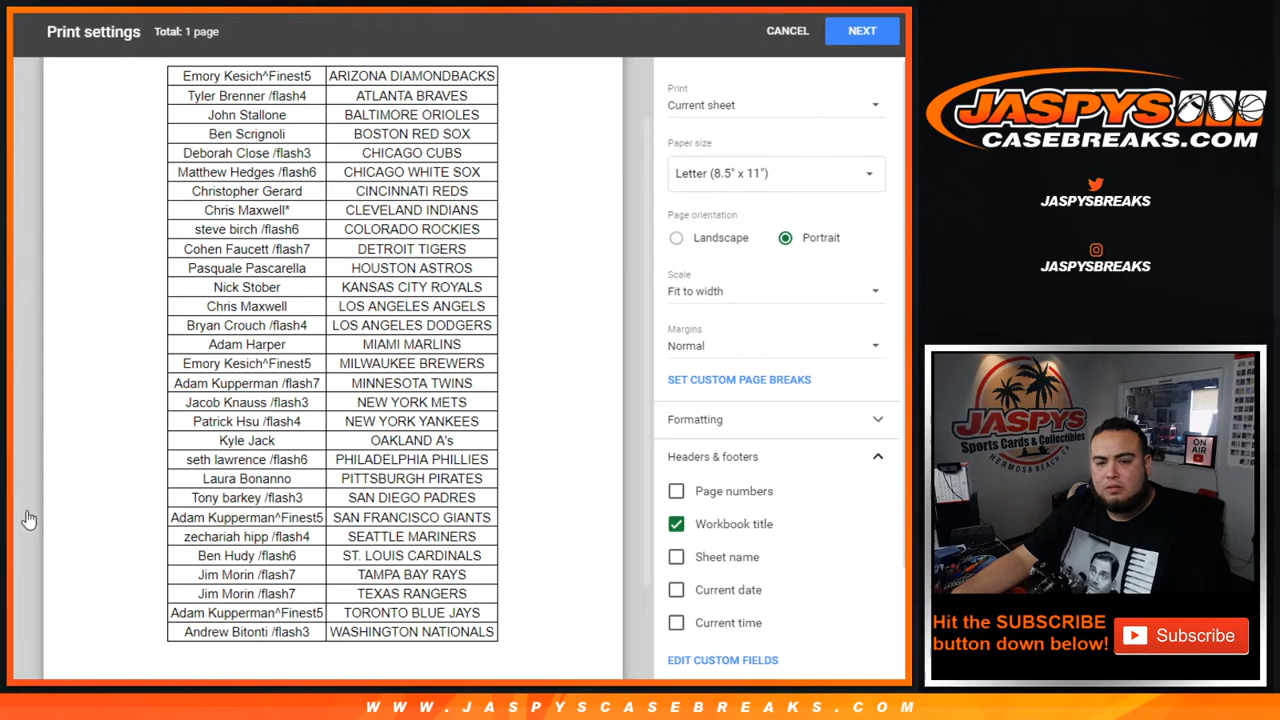 Print settings Total: 1 page CANCEL NEXT
Emory Kesich^Finest5 ARIZONA DIAMONDBACKS
Tyler Brenner /flash4 ATLANTA BRAVES
John Stallone BALTIMORE ORIOLES
Ben Scrignoli BOSTON RED SOX
Deborah Close /flash3 CHICAGO CUBS
Matthew Hedges /flash6 CHICAGO WHITE SOX
Christopher Gerard CINCINNATI REDS
Chris Maxwell* CLEVELAND INDIANS
steve birch /flash6 COLORADO ROCKIES
Cohen Faucett /flash7 DETROIT TIGERS
Pasquale Pascarella HOUSTON ASTROS
Nick Stober KANSAS CITY ROYALS
Chris Maxwell LOS ANGELES ANGELS
Bryan Crouch /flash4 LOS ANGELES DODGERS
Adam Harper MIAMI MARLINS
Emory Kesich^Finest5 MILWAUKEE BREWERS
Adam Kupperman /flash7 MINNESOTA TWINS
Jacob Knauss /flash3 NEW YORK METS
Patrick Hsu /flash4 NEW YORK YANKEES
Kyle Jack OAKLAND A's
seth lawrence /flash6 PHILADELPHIA PHILLIES
Laura Bonanno PITTSBURGH PIRATES
Tony barkey /flash3 SAN DIEGO PADRES
Adam Kupperman^Finest5 SAN FRANCISCO GIANTS
zechariah hipp /flash4 SEATTLE MARINERS
Ben Hudy /flash6 ST. LOUIS CARDINALS
Jim Morin /flash7 TAMPA BAY RAYS
Jim Morin /flash7 TEXAS RANGERS
Adam Kupperman^Finest5 TORONTO BLUE JAYS
Andrew Bitonti /flash3 WASHINGTON NATIONALS
Print
Current sheet
Paper size
Letter (8.5" x 11")
Page orientation
Landscape Portrait
Scale
Fit to width
Margins
Normal
SET CUSTOM PAGE BREAKS
Formatting
Headers & footers
Page numbers
Workbook title
Sheet name
Current date
Current time
EDIT CUSTOM FIELDS
JASPYS
CASEBREAKS.COM
JASPYSBREAKS
JASPYSBREAKS
JASPYS
Sports Cards & Collectibles
HERMOSA BEACH, CA
ON AIR
Hit the SUBSCRIBE
button down below!
Subscribe
WWW.JASPYSCASEBREAKS.COM